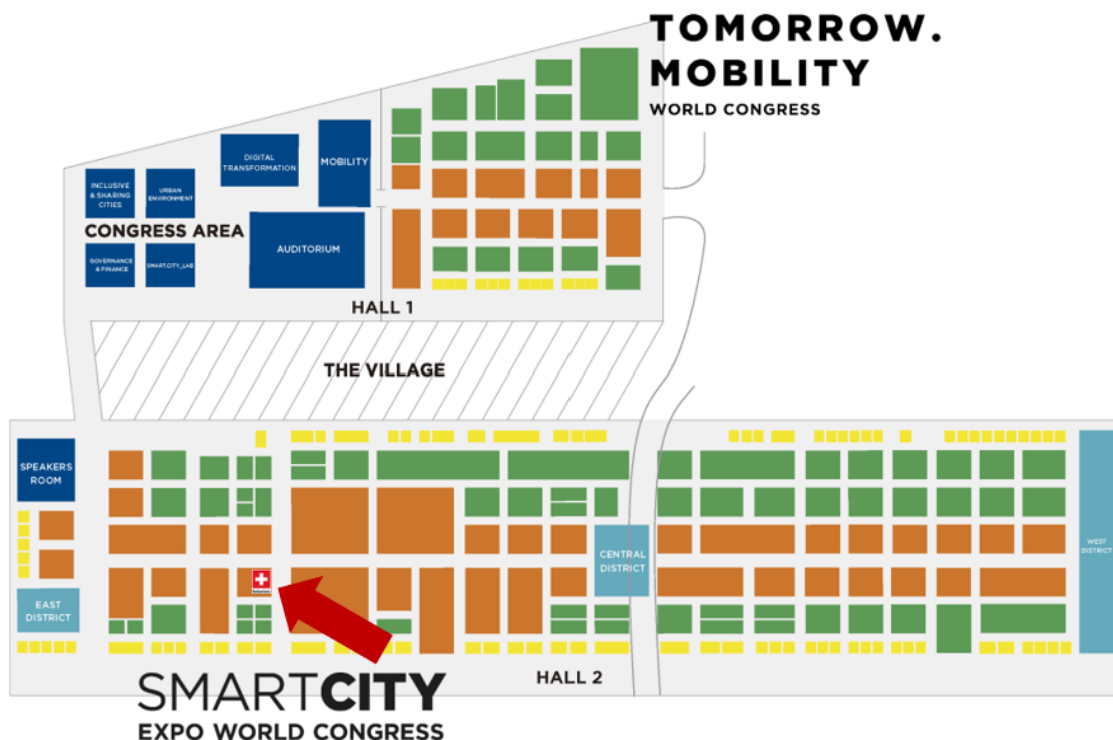 TOMORROW.
MOBILITY
WORLD CONGRESS
DIGITAL
TRANSFORMATION
MOBILITY
INCLUSIVE
& SHARING
CITIES
URBAN
ENVIRONMENT
CONGRESS AREA
AUDITORIUM
GOVERNANCE
& FINANCE
SMART.CITY_LAB
HALL 1
THE VILLAGE
SPEAKERS
ROOM
CENTRAL
DISTRICT
WEST
DISTRICT
EAST
DISTRICT
HALL 2
SMARTCITY
EXPO WORLD CONGRESS